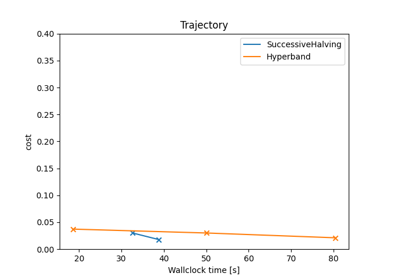 Trajectory
0.40
0.35
0.30
0.25
0.20
0.15
0.10
0.05
0.00
cost
SuccessiveHalving
Hyperband
20 30 40 50 60 70 80
Wallclock time [s]